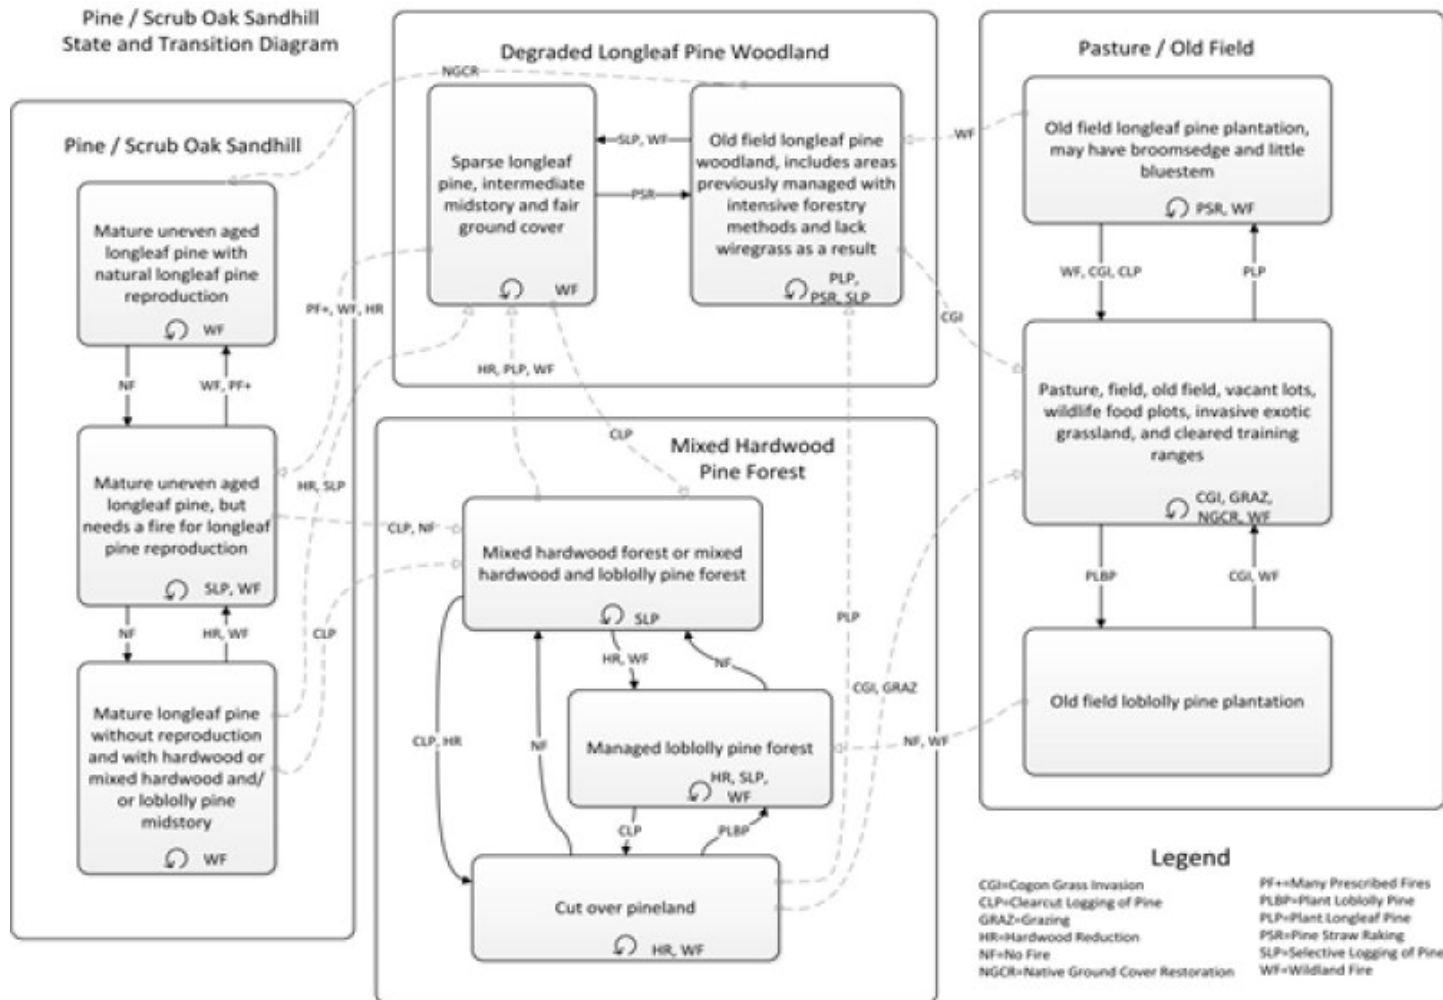 Pine / Scrub Oak Sandhill
State and Transition Diagram
Pine / Scrub Oak Sandhill
Mature uneven aged
longleaf pine with
natural longleaf pine
reproduction
WF
NF
WF, PF+
Mature uneven aged
longleaf pine, but
needs a fire for longleaf
pine reproduction
SLP, WF
NF
HR, WF
Mature longleaf pine
without reproduction
and with hardwood or
mixed hardwood and/
or loblolly pine
midstory
WF
NGCR
PF+, WF, HR
HR, SLP
CLP
CLP, NF
Degraded Longleaf Pine Woodland
Sparse longleaf
pine, intermediate
midstory and fair
ground cover
WF
SLP, WF
PSR
Old field longleaf pine
woodland, includes areas
previously managed with
intensive forestry
methods and lack
wiregrass as a result
PLP,
PSR, SLP
HR, PLP, WF
CLP
WF
CGI
Mixed Hardwood
Pine Forest
Mixed hardwood forest or mixed
hardwood and loblolly pine forest
SLP
HR, WF
NF
CLP, HR
NF
Managed loblolly pine forest
HR, SLP,
WF
CLP
PLBP
Cut over pineland
HR, WF
PLP
CGI, GRAZ
NF, WF
Pasture / Old Field
Old field longleaf pine plantation,
may have broomsedge and little
bluestem
PSR, WF
WF, CGI, CLP
PLP
Pasture, field, old field, vacant lots,
wildlife food plots, invasive exotic
grassland, and cleared training
ranges
CGI, GRAZ,
NGCR, WF
PLBP
CGI, WF
Old field loblolly pine plantation
Legend
CGI=Cogon Grass Invasion
CLP=Clearcut Logging of Pine
GRAZ=Grazing
HR=Hardwood Reduction
NF=No Fire
NGCR=Native Ground Cover Restoration
PF+=Many Prescribed Fires
PLBP=Plant Loblolly Pine
PLP=Plant Longleaf Pine
PSR=Pine Straw Raking
SLP=Selective Logging of Pine
WF=Wildland Fire